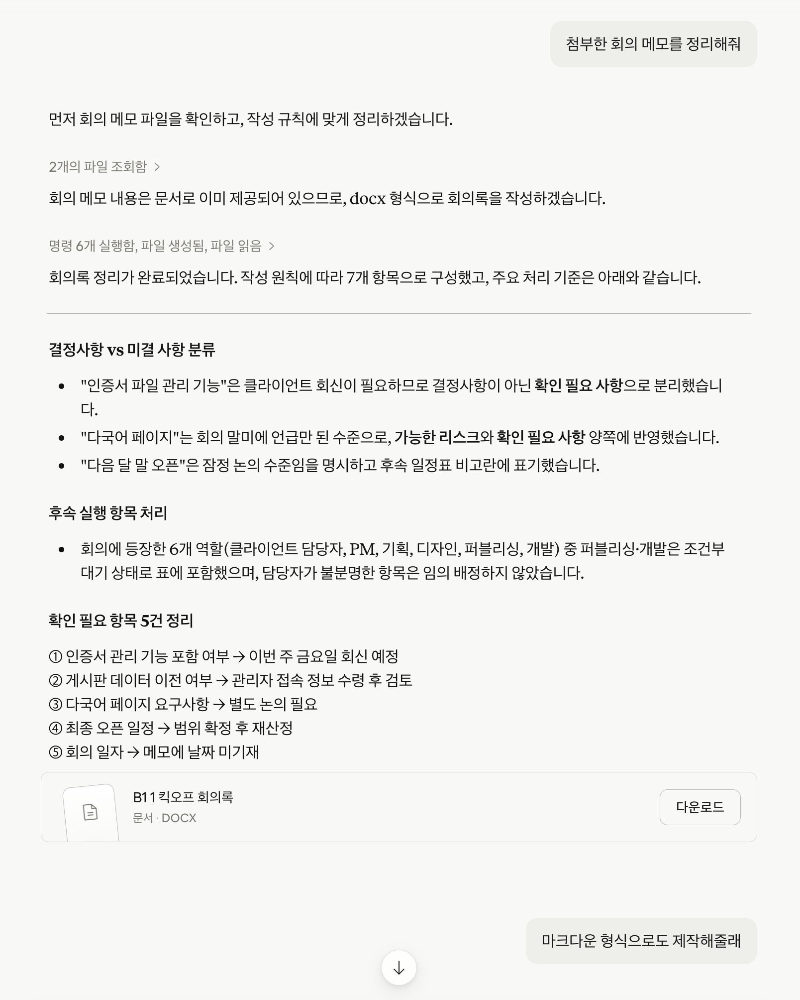 첨부한 회의 메모를 정리해줘
먼저 회의 메모 파일을 확인하고, 작성 규칙에 맞게 정리하겠습니다.
2개의 파일 조회함 >
회의 메모 내용은 문서로 이미 제공되어 있으므로, docx 형식으로 회의록을 작성하겠습니다.
명령 6개 실행함, 파일 생성됨, 파일 읽음 >
회의록 정리가 완료되었습니다. 작성 원칙에 따라 7개 항목으로 구성했고, 주요 처리 기준은 아래와 같습니다.
결정사항 vs 미결 사항 분류
• "인증서 파일 관리 기능"은 클라이언트 회신이 필요하므로 결정사항이 아닌 확인 필요 사항으로 분리했습니
다.
• "다국어 페이지"는 회의 말미에 언급만 된 수준으로, 가능한 리스크와 확인 필요 사항 양쪽에 반영했습니다.
• "다음 달 말 오픈"은 잠정 논의 수준임을 명시하고 후속 일정표 비고란에 표기했습니다.
후속 실행 항목 처리
• 회의에 등장한 6개 역할(클라이언트 담당자, PM, 기획, 디자인, 퍼블리싱, 개발) 중 퍼블리싱·개발은 조건부
대기 상태로 표에 포함했으며, 담당자가 불분명한 항목은 임의 배정하지 않았습니다.
확인 필요 항목 5건 정리
① 인증서 관리 기능 포함 여부 → 이번 주 금요일 회신 예정
② 게시판 데이터 이전 여부 → 관리자 접속 정보 수령 후 검토
③ 다국어 페이지 요구사항 → 별도 논의 필요
④ 최종 오픈 일정 → 범위 확정 후 재산정
⑤ 회의 일자 → 메모에 날짜 미기재
B11 킥오프 회의록
문서 · DOCX
다운로드
마크다운 형식으로도 제작해줄래